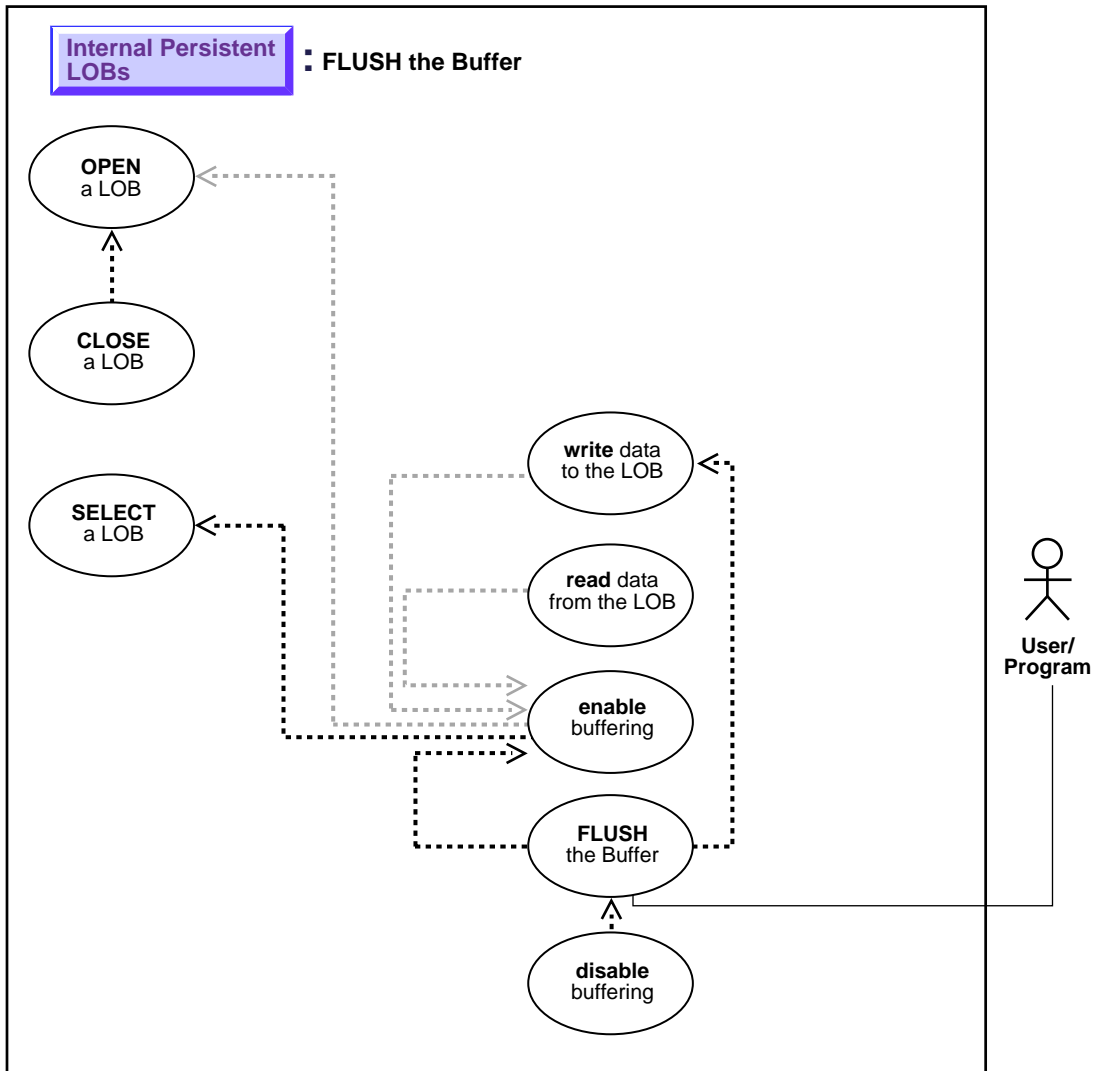 Internal Persistent
LOBs
: FLUSH the Buffer
OPEN
a LOB
CLOSE
a LOB
write data
to the LOB
SELECT
a LOB
read data
from the LOB
User/
Program
enable
buffering
FLUSH
the Buffer
disable
buffering